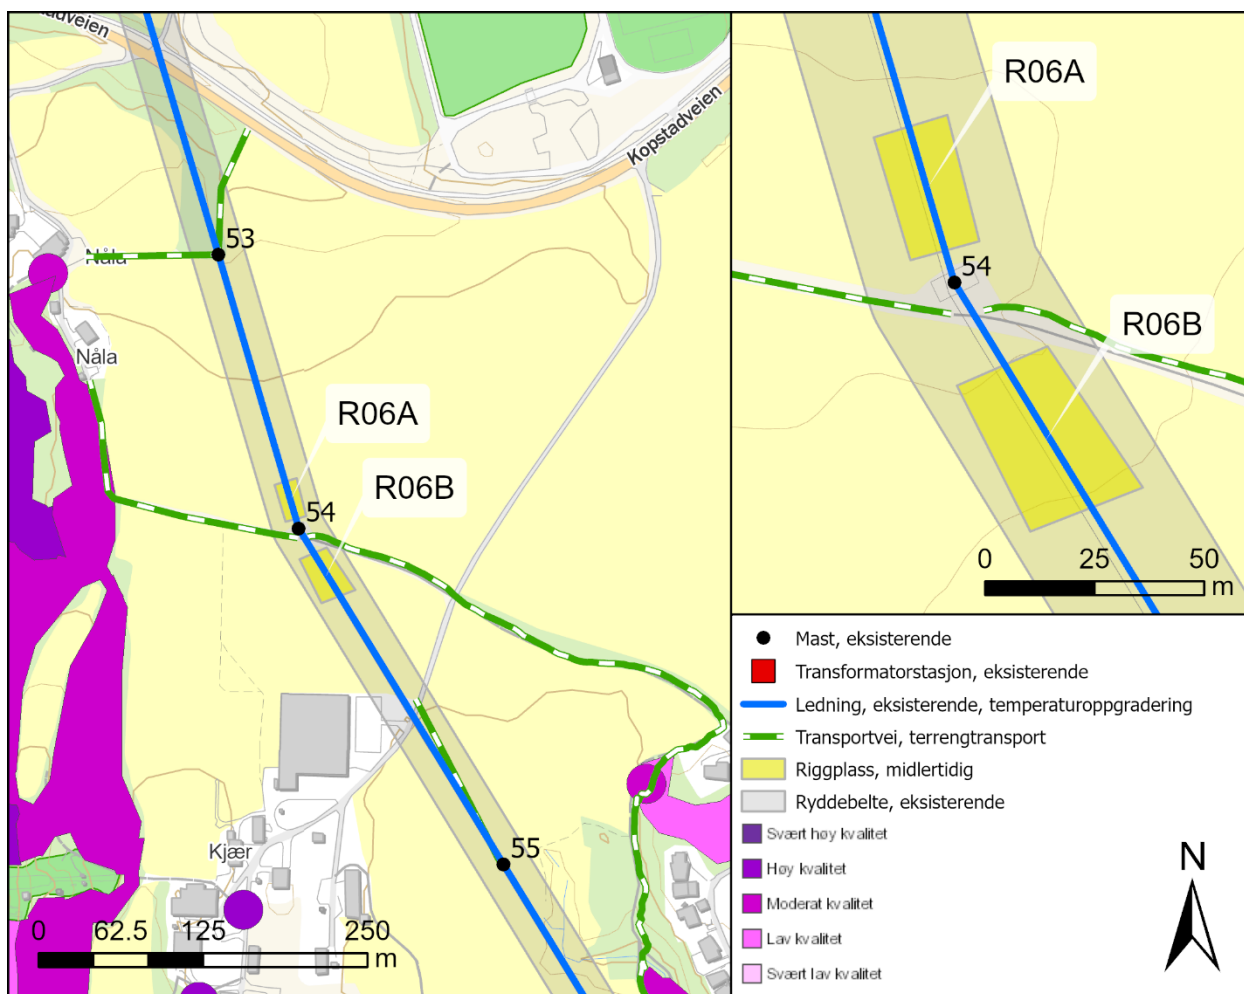 adveien
Kopstadveien
53
Nåla
Nåla
R06A
R06B
54
55
Kjær
0 62.5 125 250
m
R06A
54
R06B
0 25 50
m
Mast, eksisterende
Transformatorstasjon, eksisterende
Ledning, eksisterende, temperaturoppgradering
Transportvei, terrengtransport
Riggplass, midlertidig
Ryddebelte, eksisterende
Svært høy kvalitet
Høy kvalitet
Moderat kvalitet
Lav kvalitet
Svært lav kvalitet
N